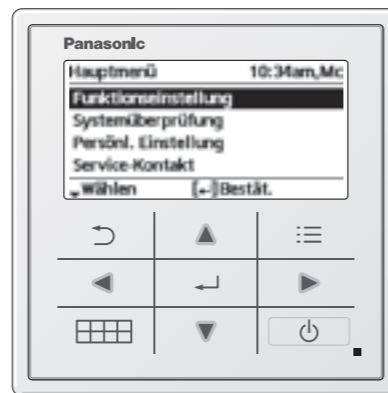 Panasonic
Hauptmenü 10:34am,Mo
Funktionseinstellung
Systemüberprüfung
Persönl. Einstellung
Service-Kontakt
Wählen [↵]Bestät.